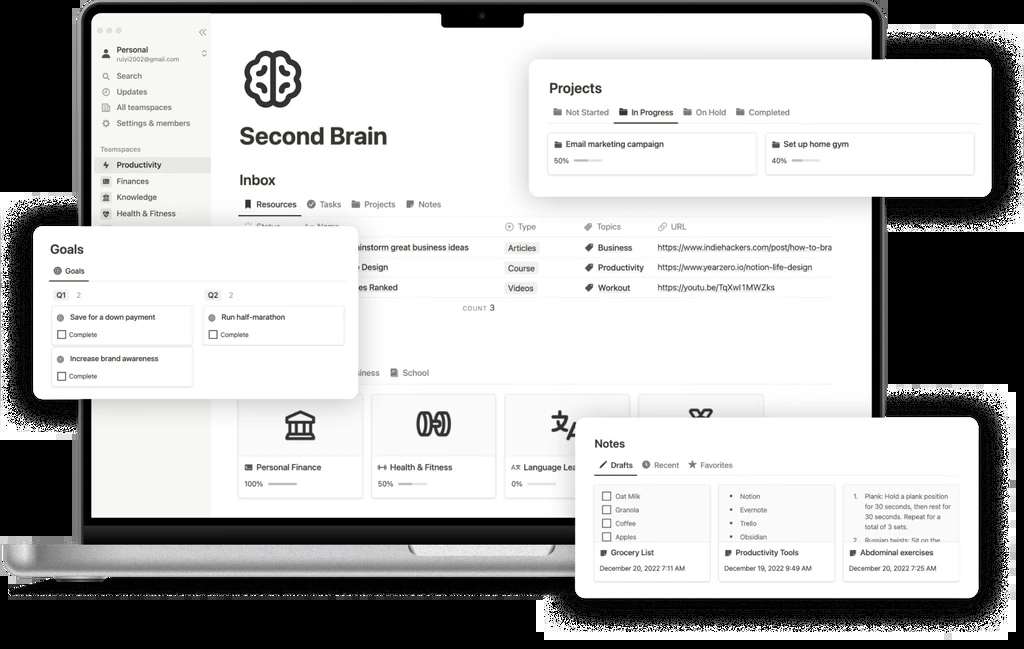 Personal
ruiyi2002@gmail.com
Search
Updates
All teamspaces
Settings & members
Teamspaces
Productivity
Finances
Knowledge
Health & Fitness
Second Brain
Inbox
Resources Tasks Projects Notes
Status Name Type Topics URL
instorm great business ideas Articles Business https://www.indiehackers.com/post/how-to-bra
e Design Course Productivity https://www.yearzero.io/notion-life-design
es Ranked Videos Workout https://youtu.be/TqXwI1MWZks
COUNT 3
siness School
Personal Finance
100%
Health & Fitness
50%
Language Lea
0%
Projects
Not Started In Progress On Hold Completed
Email marketing campaign
50%
Set up home gym
40%
Goals
Goals
Q1 2
Save for a down payment
Complete
Increase brand awareness
Complete
Q2 2
Run half-marathon
Complete
Notes
Drafts Recent Favorites
Oat Milk
Granola
Coffee
Apples
Grocery List
December 20, 2022 7:11 AM
Notion
Evernote
Trello
Obsidian
Productivity Tools
December 19, 2022 9:49 AM
1. Plank: Hold a plank position
for 30 seconds, then rest for
30 seconds. Repeat for a
total of 3 sets.
2. Russian twists: Sit on the
Abdominal exercises
December 20, 2022 7:25 AM